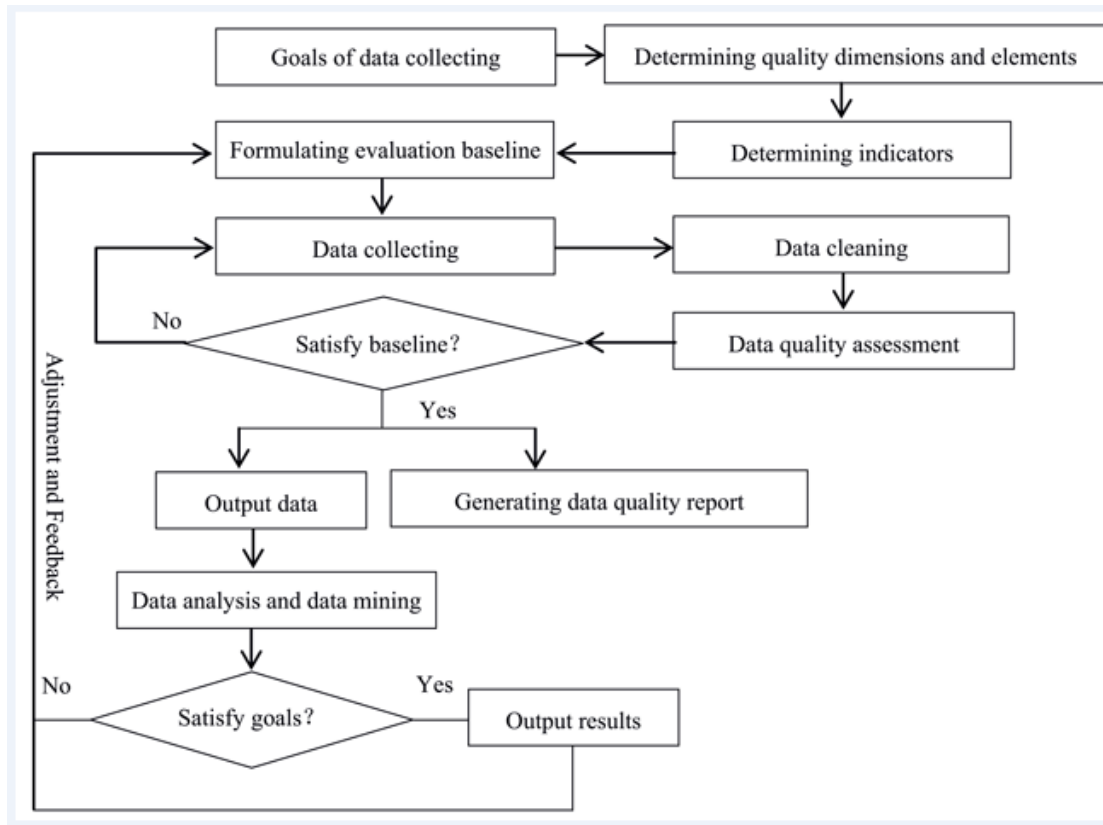 Goals of data collecting
Determining quality dimensions and elements
Formulating evaluation baseline
Determining indicators
Data collecting
Data cleaning
No
Satisfy baseline?
Data quality assessment
Yes
Adjustment and Feedback
Output data
Generating data quality report
Data analysis and data mining
No
Yes
Satisfy goals?
Output results